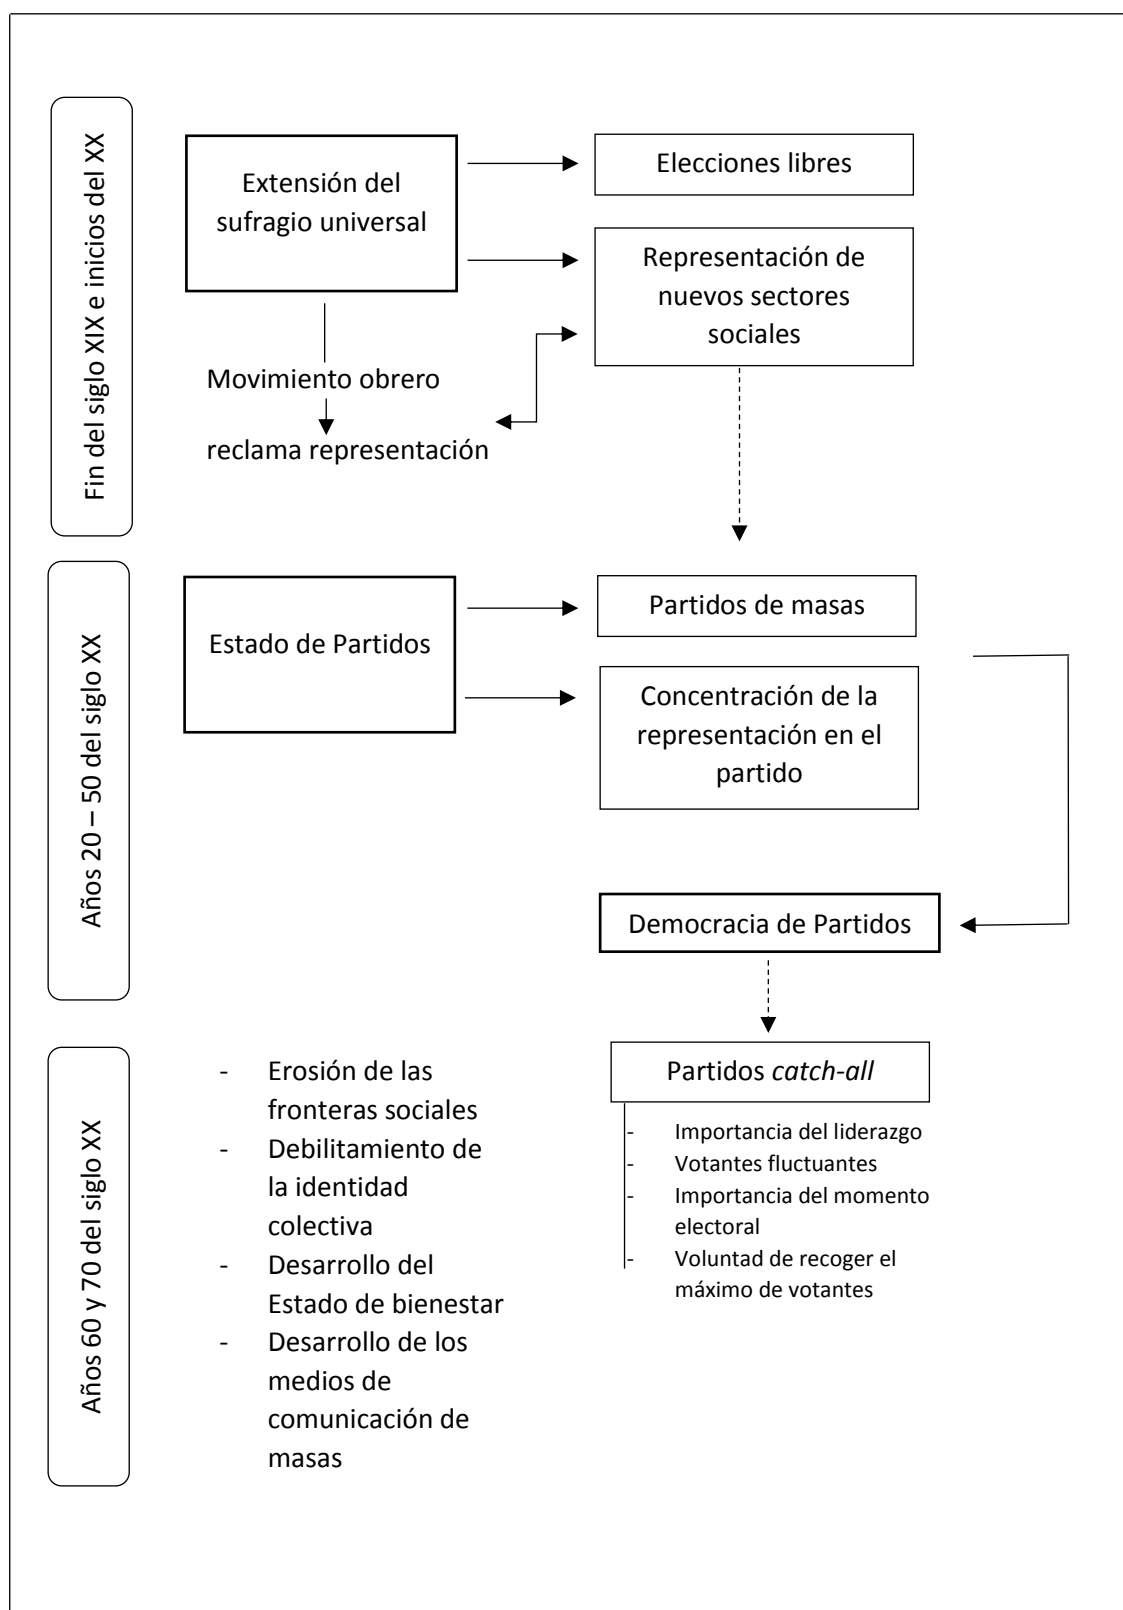 Fin del siglo XIX e inicios del XX
Extensión del
sufragio universal
Elecciones libres
Representación de
nuevos sectores
sociales
Movimiento obrero
reclama representación
Años 20 – 50 del siglo XX
Estado de Partidos
Partidos de masas
Concentración de la
representación en el
partido
Democracia de Partidos
Años 60 y 70 del siglo XX
- Erosión de las
fronteras sociales
- Debilitamiento de
la identidad
colectiva
- Desarrollo del
Estado de bienestar
- Desarrollo de los
medios de
comunicación de
masas
Partidos catch-all
- Importancia del liderazgo
- Votantes fluctuantes
- Importancia del momento
electoral
- Voluntad de recoger el
máximo de votantes